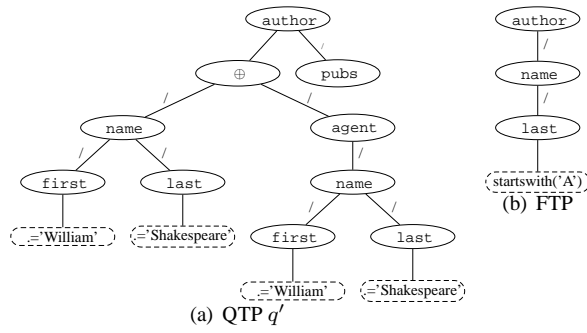 author
author
/
/
⊕
pubs
name
/
/
/
name
agent
last
/
/
/
/
first
last
name
startswith('A')
(b) FTP
/
/
.='William'
.='Shakespeare'
first
last
.='William'
.='Shakespeare'
(a) QTP q′